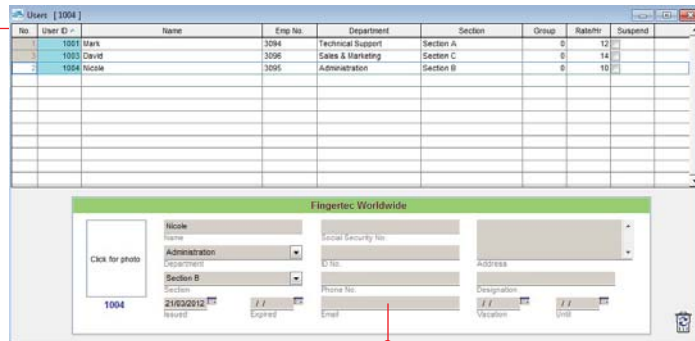 Users [ 1004 ]
No. User ID Name Emp No. Department Section Group Rate/Hr Suspend
1 1001 Mark 3094 Technical Support Section A 0 12
3 1003 David 3096 Sales & Marketing Section C 0 14
2 1004 Nicole 3095 Administration Section B 0 10
Fingertec Worldwide
Click for photo
1004
Nicole
Name
Social Security No.
Administration
Department
ID No.
Address
Section B
Section
Phone No.
Designation
21/03/2012 / / / / / /
Issued Expired Email Vacation Until